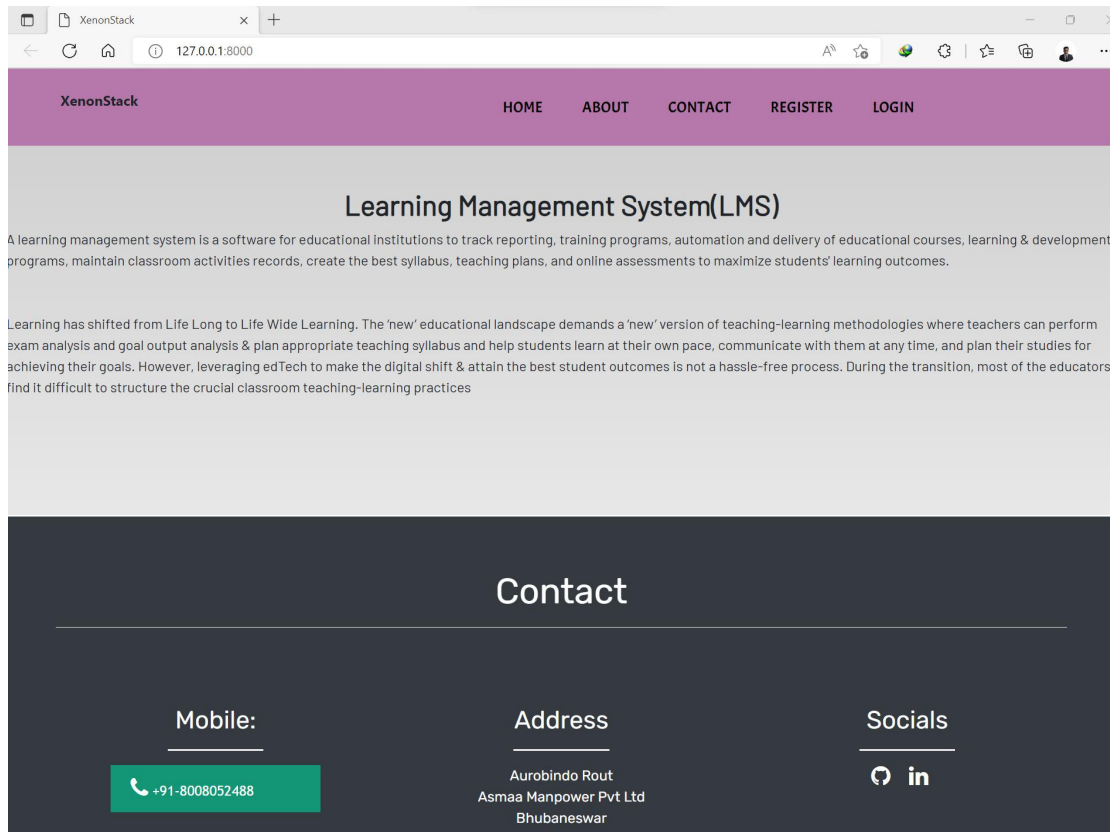 XenonStack
127.0.0.1:8000
XenonStack
HOME ABOUT CONTACT REGISTER LOGIN
Learning Management System(LMS)
A learning management system is a software for educational institutions to track reporting, training programs, automation and delivery of educational courses, learning & development
programs, maintain classroom activities records, create the best syllabus, teaching plans, and online assessments to maximize students' learning outcomes.
Learning has shifted from Life Long to Life Wide Learning. The ‘new’ educational landscape demands a ‘new’ version of teaching-learning methodologies where teachers can perform
exam analysis and goal output analysis & plan appropriate teaching syllabus and help students learn at their own pace, communicate with them at any time, and plan their studies for
achieving their goals. However, leveraging edTech to make the digital shift & attain the best student outcomes is not a hassle-free process. During the transition, most of the educators
find it difficult to structure the crucial classroom teaching-learning practices
Contact
Mobile: Address Socials
+91-8008052488
Aurobindo Rout
Asmaa Manpower Pvt Ltd
Bhubaneswar